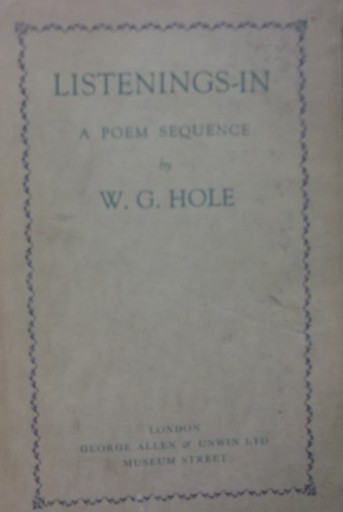 LISTENINGS-IN
A POEM SEQUENCE
by
W. G. HOLE
LONDON
GEORGE ALLEN & UNWIN LTD
MUSEUM STREET